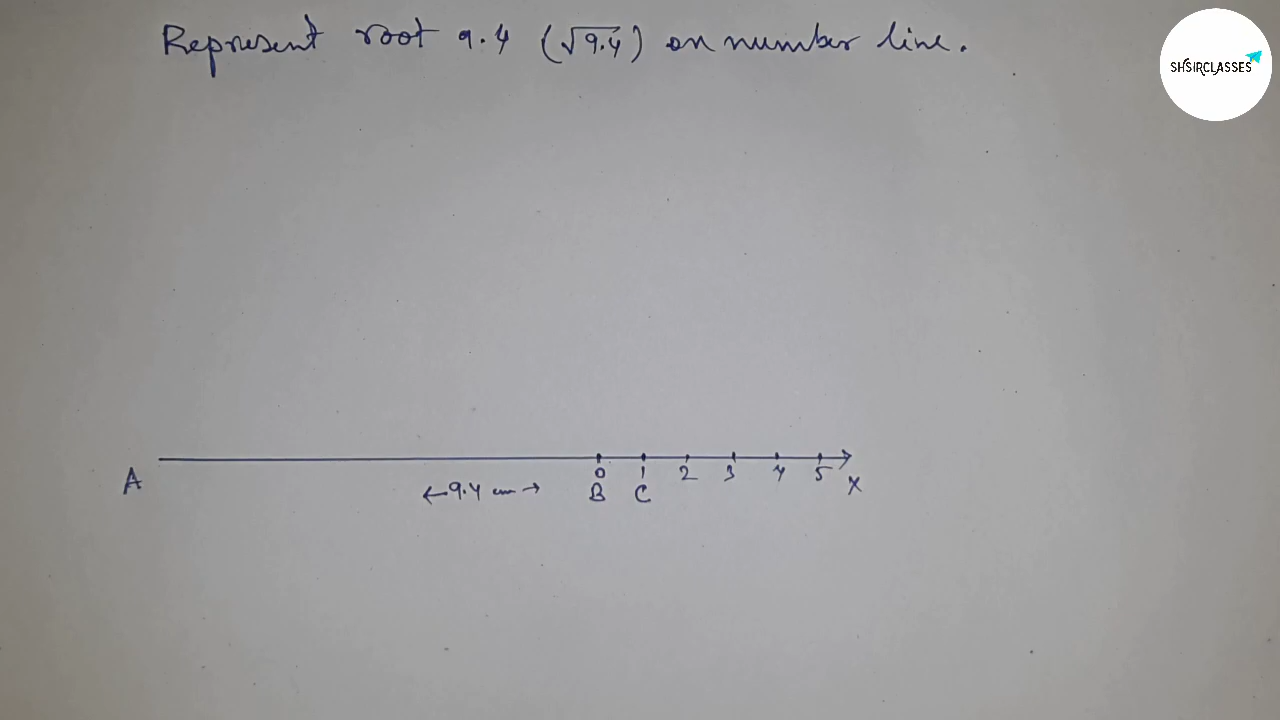 Represent root 9.4 (√9.4) on number line.
SHSIRCLASSES
0 1 2 3 4 5
A ←9.4 cm→ B C X